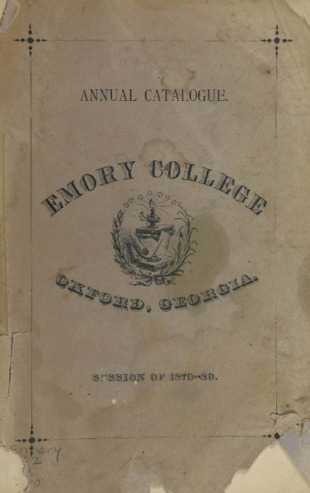 ANNUAL CATALOGUE.
EMORY COLLEGE
OXFORD, GEORGIA.
SESSION OF 1879-80.